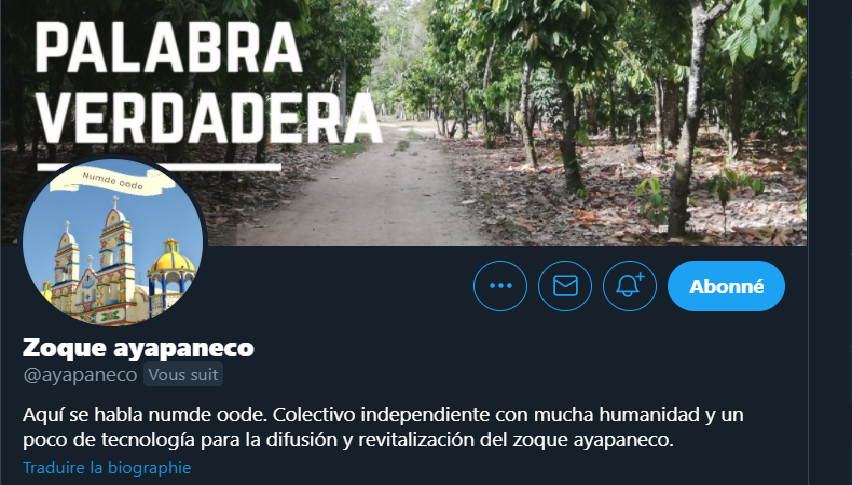 PALABRA
VERDADERA
Numde oode
Abonné
Zoque ayapaneco
@ayapaneco Vous suit
Aquí se habla numde oode. Colectivo independiente con mucha humanidad y un
poco de tecnología para la difusión y revitalización del zoque ayapaneco.
Traduire la biographie